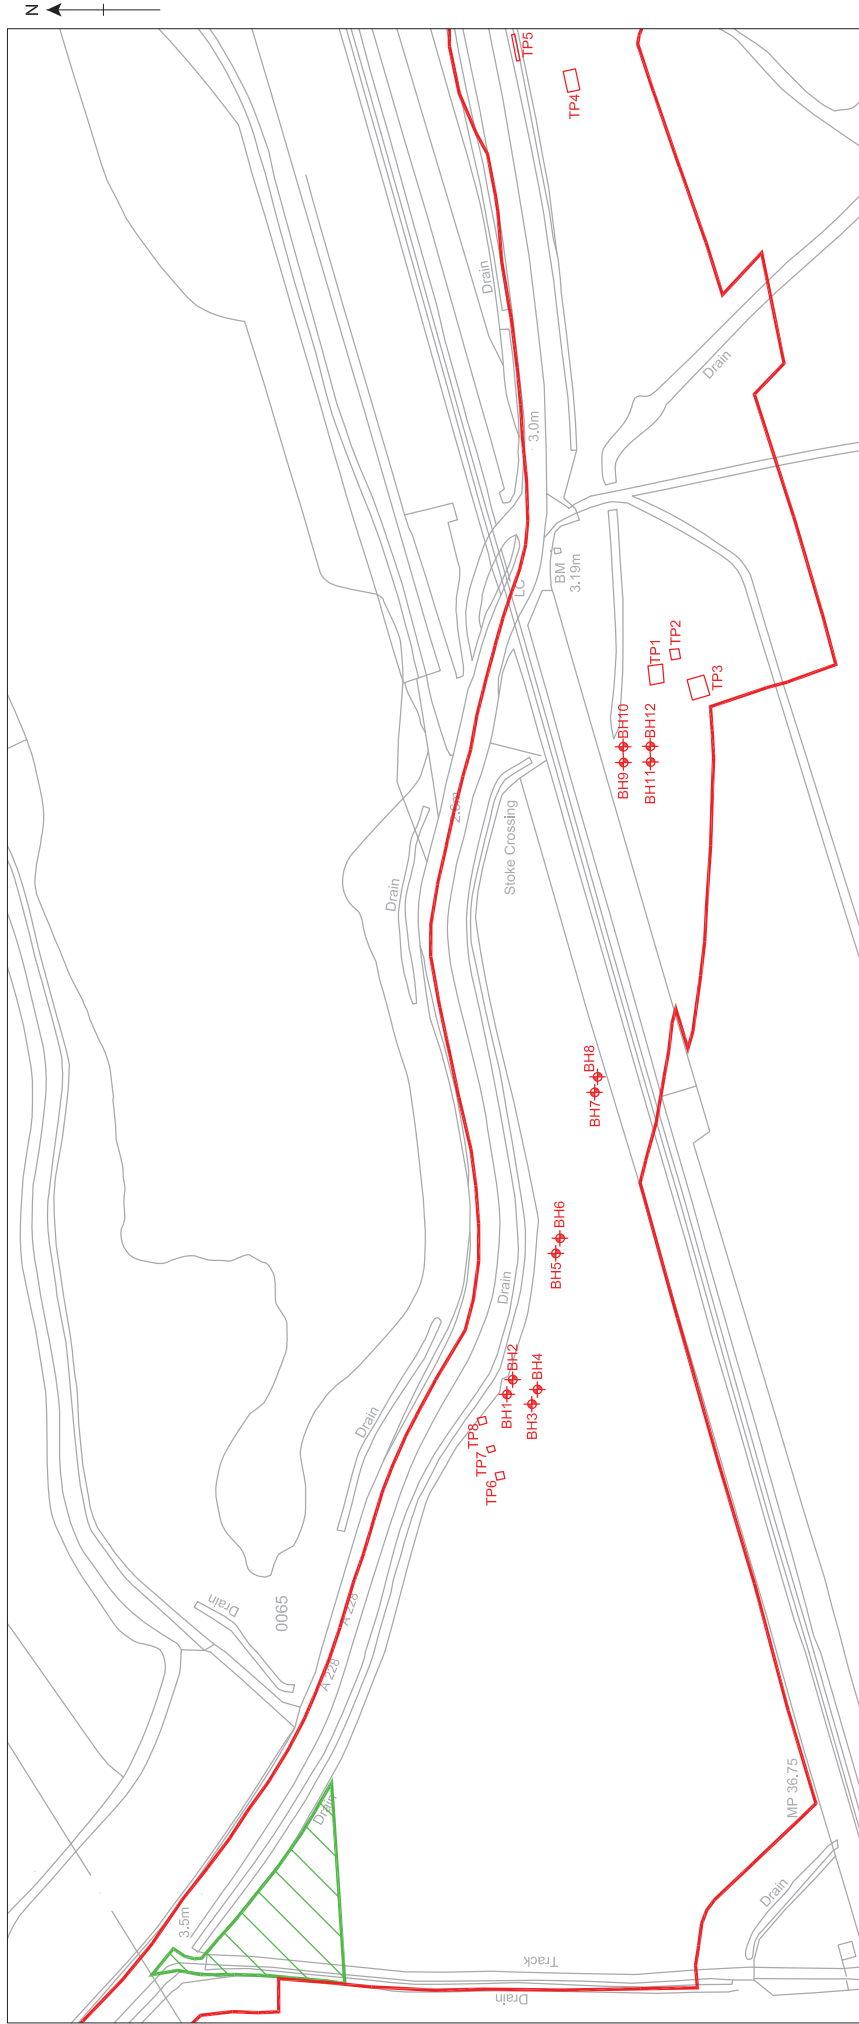 N
TP5
TP4
Drain
Drain
3.0m
BM
3.19m
LC
TP1
TP2
TP3
BH10
BH9
BH12
BH11
2.6m
Stoke Crossing
Drain
BH8
BH7
BH6
BH5
Drain
BH2
BH1
BH4
BH3
TP8
TP7
TP6
Drain
Drain
0065
A 228
A 228
Drain
3.5m
MP 36.75
Drain
Track
Drain